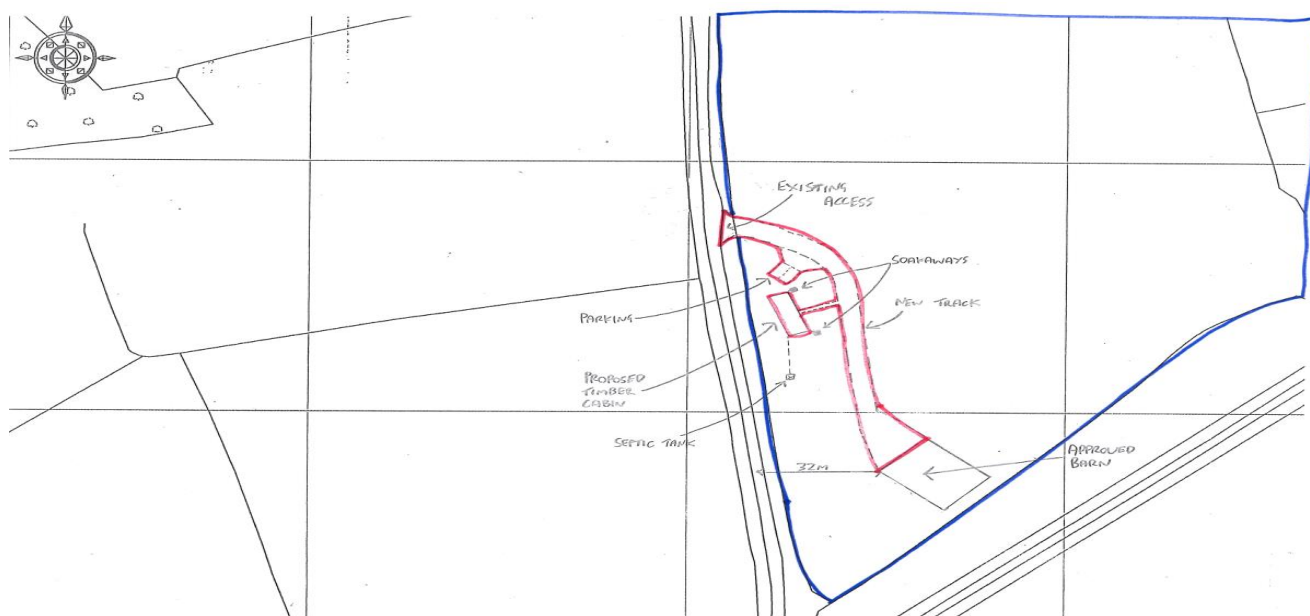 EXISTING
ACCESS
SOAKAWAYS
NEW TRACK
PARKING
PROPOSED
TIMBER
CABIN
SEPTIC TANK
32M
APPROVED
BARN